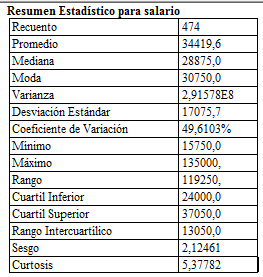 Resumen Estadístico para salario
Recuento 474
Promedio 34419,6
Mediana 28875,0
Moda 30750,0
Varianza 2,91578E8
Desviación Estándar 17075,7
Coeficiente de Variación 49,6103%
Mínimo 15750,0
Máximo 135000,
Rango 119250,
Cuartil Inferior 24000,0
Cuartil Superior 37050,0
Rango Intercuartílico 13050,0
Sesgo 2,12461
Curtosis 5,37782